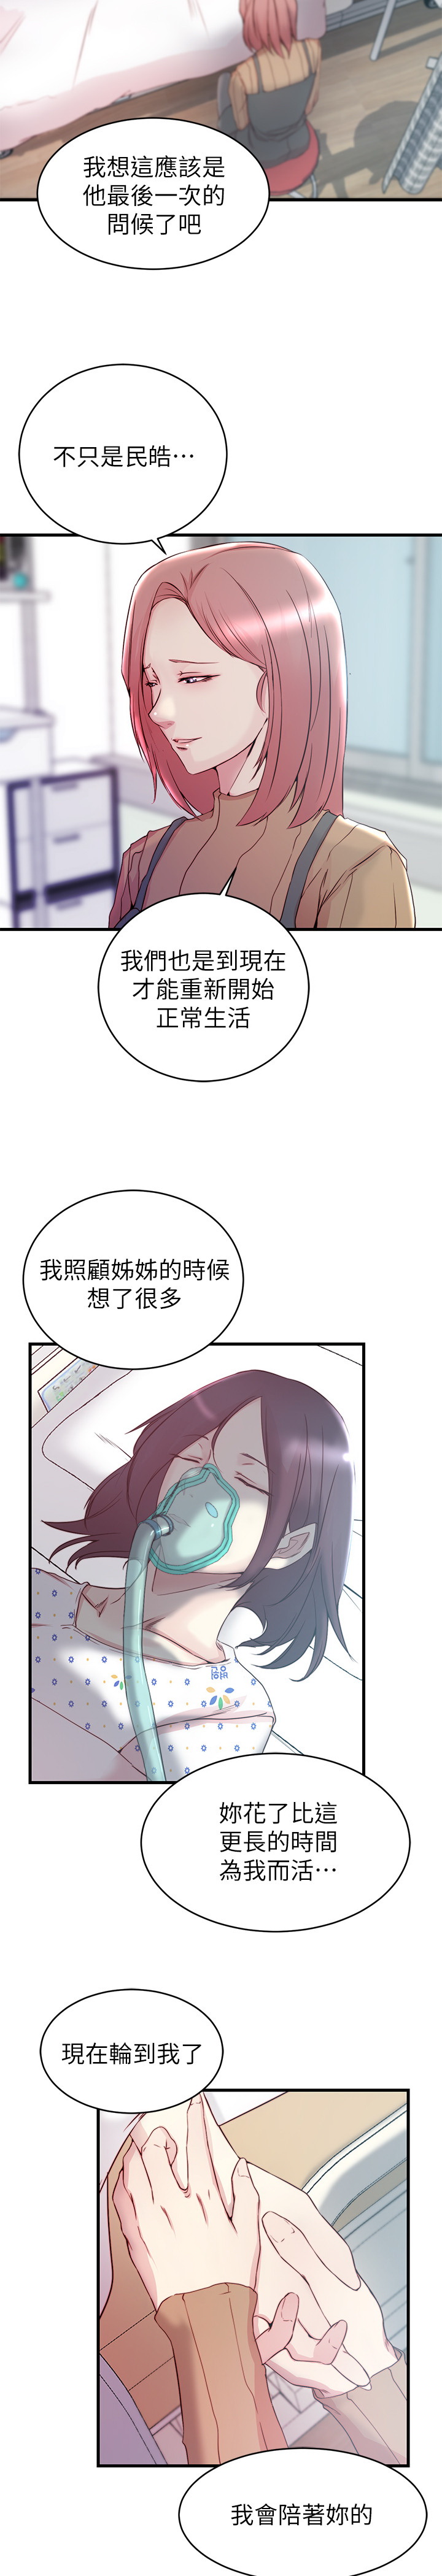 我想這應該是
他最後一次的
問候了吧
不只是民皓…
我們也是到現在
才能重新開始
正常生活
我照顧姊姊的時候
想了很多
妳花了比這
更長的時間
為我而活…
現在輪到我了
我會陪著妳的